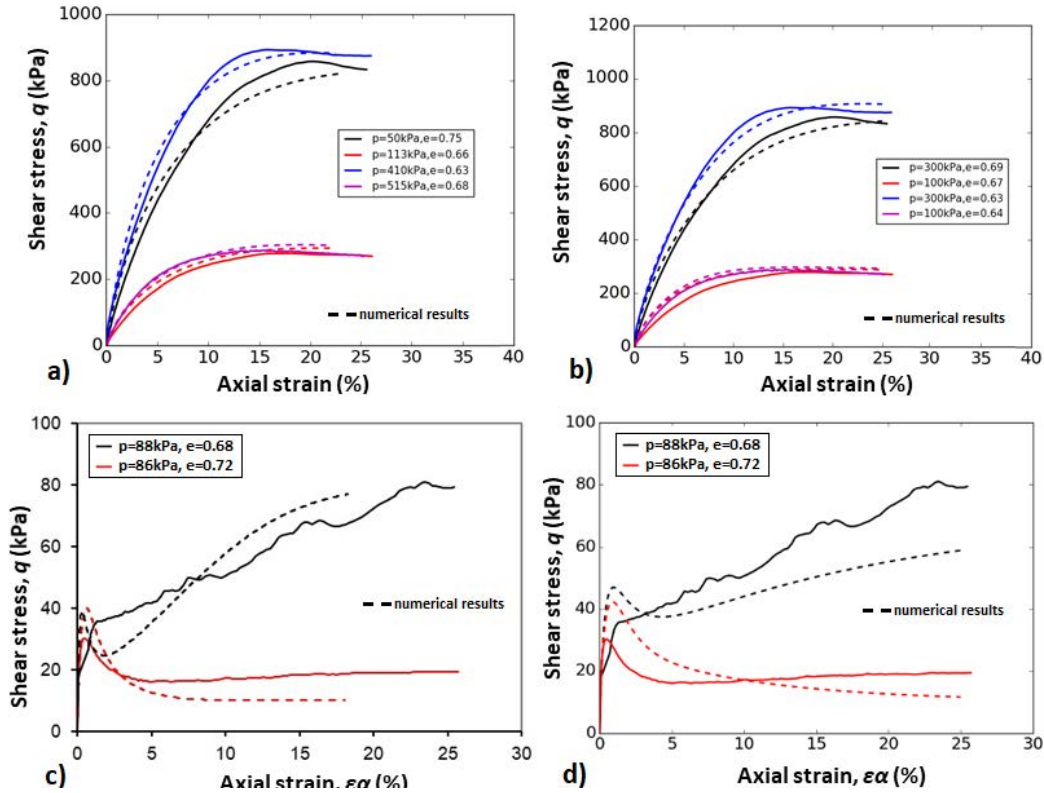 1000
800
600
400
200
0
Shear stress, q (kPa)
p=50kPa,e=0.75
p=113kPa,e=0.66
p=410kPa,e=0.63
p=515kPa,e=0.68
numerical results
0 5 10 15 20 25 30 35 40
a)
Axial strain (%)
1200
1000
800
600
400
200
0
Shear stress, q (kPa)
p=300kPa,e=0.69
p=100kPa,e=0.67
p=300kPa,e=0.63
p=100kPa,e=0.64
numerical results
0 5 10 15 20 25 30 35 40
b)
Axial strain (%)
100
80
60
40
20
0
Shear stress, q (kPa)
p=88kPa, e=0.68
p=86kPa, e=0.72
numerical results
0 5 10 15 20 25 30
c)
Axial strain, εα (%)
100
80
60
40
20
0
Shear stress, q (kPa)
p=88kPa, e=0.68
p=86kPa, e=0.72
numerical results
0 5 10 15 20 25 30
d)
Axial strain, εα (%)